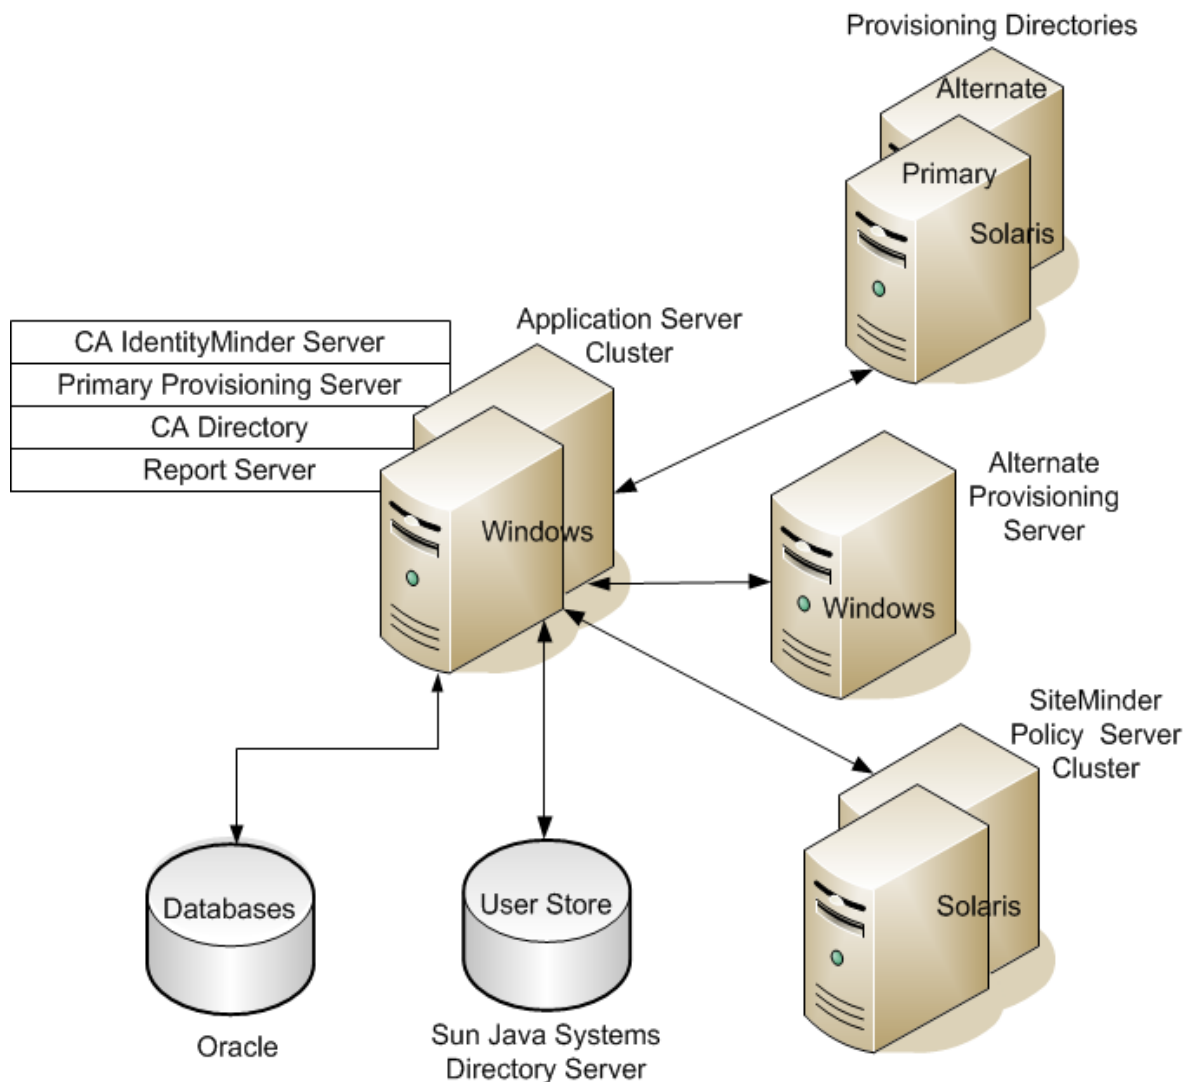 Provisioning Directories
Alternate
Primary
Solaris
Application Server
Cluster
CA IdentityMinder Server
Primary Provisioning Server
CA Directory
Report Server
Windows
Alternate
Provisioning
Server
Windows
SiteMinder
Policy Server
Cluster
Solaris
Databases
Oracle
User Store
Sun Java Systems
Directory Server